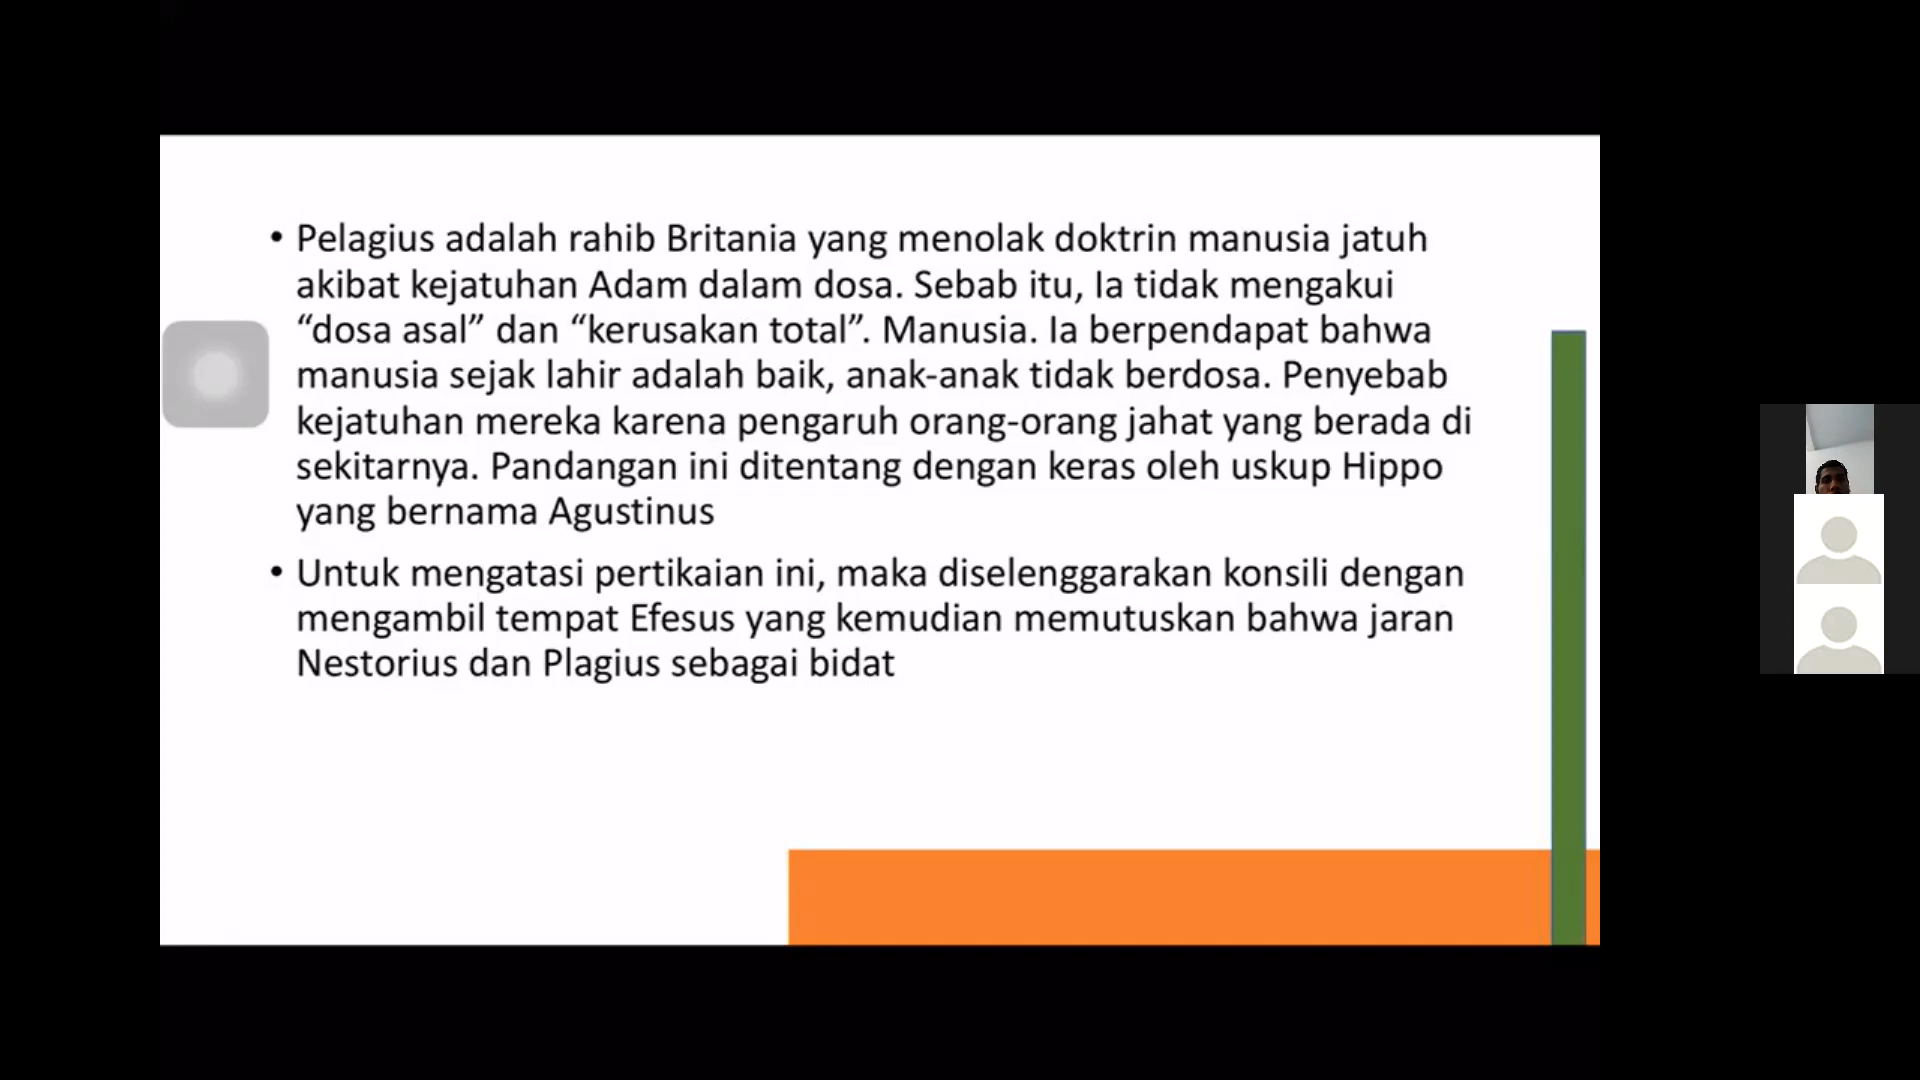 • Pelagius adalah rahib Britania yang menolak doktrin manusia jatuh
akibat kejatuhan Adam dalam dosa. Sebab itu, Ia tidak mengakui
“dosa asal” dan “kerusakan total”. Manusia. Ia berpendapat bahwa
manusia sejak lahir adalah baik, anak-anak tidak berdosa. Penyebab
kejatuhan mereka karena pengaruh orang-orang jahat yang berada di
sekitarnya. Pandangan ini ditentang dengan keras oleh uskup Hippo
yang bernama Agustinus
• Untuk mengatasi pertikaian ini, maka diselenggarakan konsili dengan
mengambil tempat Efesus yang kemudian memutuskan bahwa jaran
Nestorius dan Plagius sebagai bidat